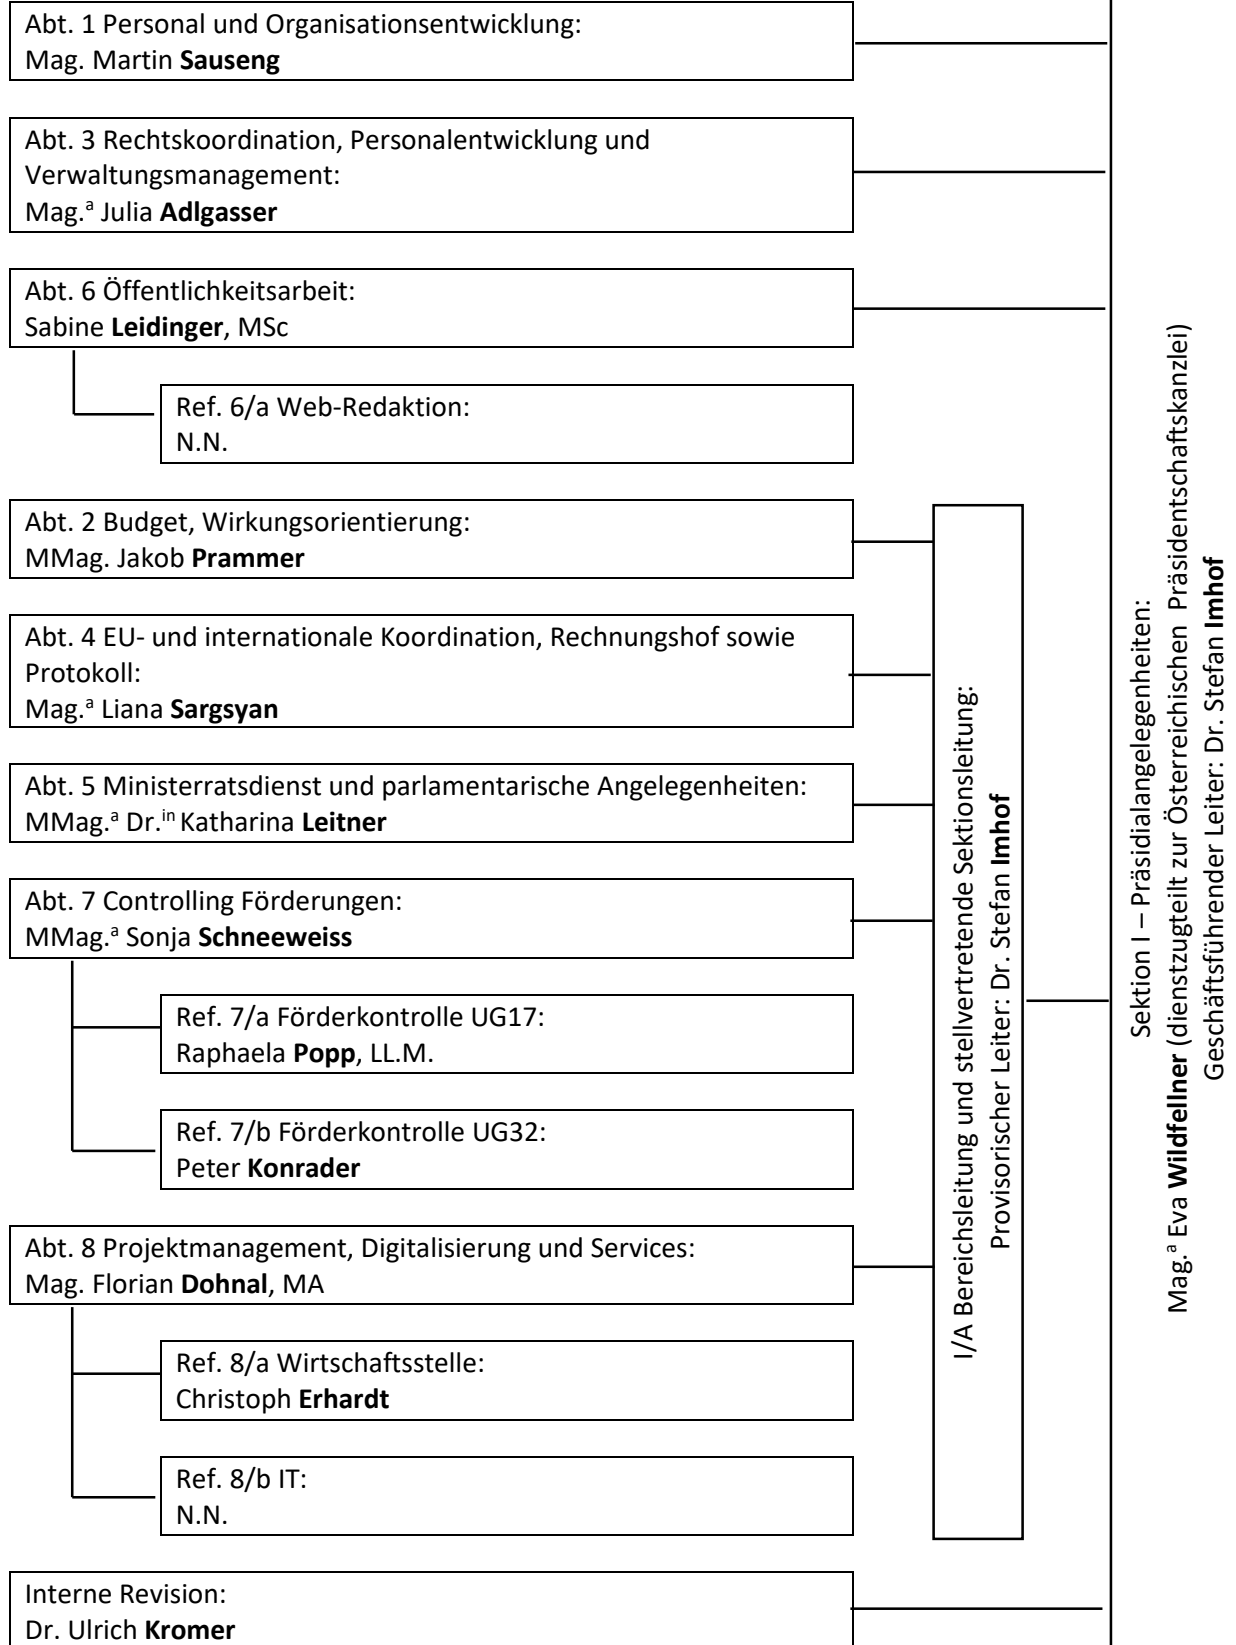 Abt. 1 Personal und Organisationsentwicklung:
Mag. Martin Sauseng
Abt. 3 Rechtskoordination, Personalentwicklung und
Verwaltungsmanagement:
Mag.ª Julia Adlgasser
Abt. 6 Öffentlichkeitsarbeit:
Sabine Leidinger, MSc
Ref. 6/a Web-Redaktion:
N.N.
Abt. 2 Budget, Wirkungsorientierung:
MMag. Jakob Prammer
Abt. 4 EU- und internationale Koordination, Rechnungshof sowie
Protokoll:
Mag.ª Liana Sargsyan
Abt. 5 Ministerratsdienst und parlamentarische Angelegenheiten:
MMag.ª Dr.ⁱⁿ Katharina Leitner
Abt. 7 Controlling Förderungen:
MMag.ª Sonja Schneeweiss
Ref. 7/a Förderkontrolle UG17:
Raphaela Popp, LL.M.
Ref. 7/b Förderkontrolle UG32:
Peter Konrader
Abt. 8 Projektmanagement, Digitalisierung und Services:
Mag. Florian Dohnal, MA
Ref. 8/a Wirtschaftsstelle:
Christoph Erhardt
Ref. 8/b IT:
N.N.
Interne Revision:
Dr. Ulrich Kromer
I/A Bereichsleitung und stellvertretende Sektionsleitung:
Provisorischer Leiter: Dr. Stefan Imhof
Sektion I – Präsidialangelegenheiten:
Mag.ª Eva Wildfellner (dienstzugteilt zur Österreichischen Präsidentschaftskanzlei)
Geschäftsführender Leiter: Dr. Stefan Imhof